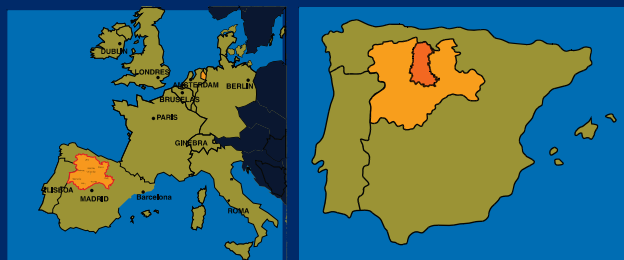 DUBLIN
LONDRES
AMSTERDAM
BERLIN
BRUSELAS
PARIS
GINEBRA
LISBOA
MADRID
Barcelona
ROMA